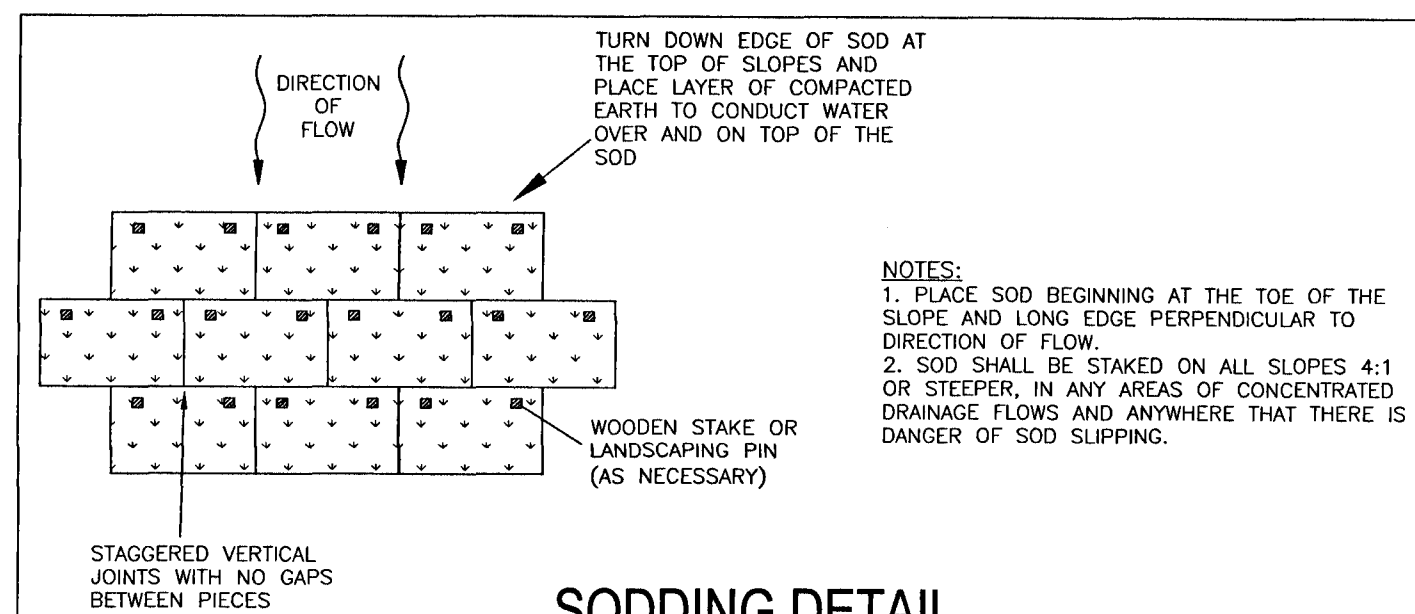 TURN DOWN EDGE OF SOD AT
THE TOP OF SLOPES AND
PLACE LAYER OF COMPACTED
EARTH TO CONDUCT WATER
OVER AND ON TOP OF THE
SOD
DIRECTION
OF
FLOW
NOTES:
1. PLACE SOD BEGINNING AT THE TOE OF THE
SLOPE AND LONG EDGE PERPENDICULAR TO
DIRECTION OF FLOW.
2. SOD SHALL BE STAKED ON ALL SLOPES 4:1
OR STEEPER, IN ANY AREAS OF CONCENTRATED
DRAINAGE FLOWS AND ANYWHERE THAT THERE IS
DANGER OF SOD SLIPPING.
WOODEN STAKE OR
LANDSCAPING PIN
(AS NECESSARY)
STAGGERED VERTICAL
JOINTS WITH NO GAPS
BETWEEN PIECES
SODDING DETAIL